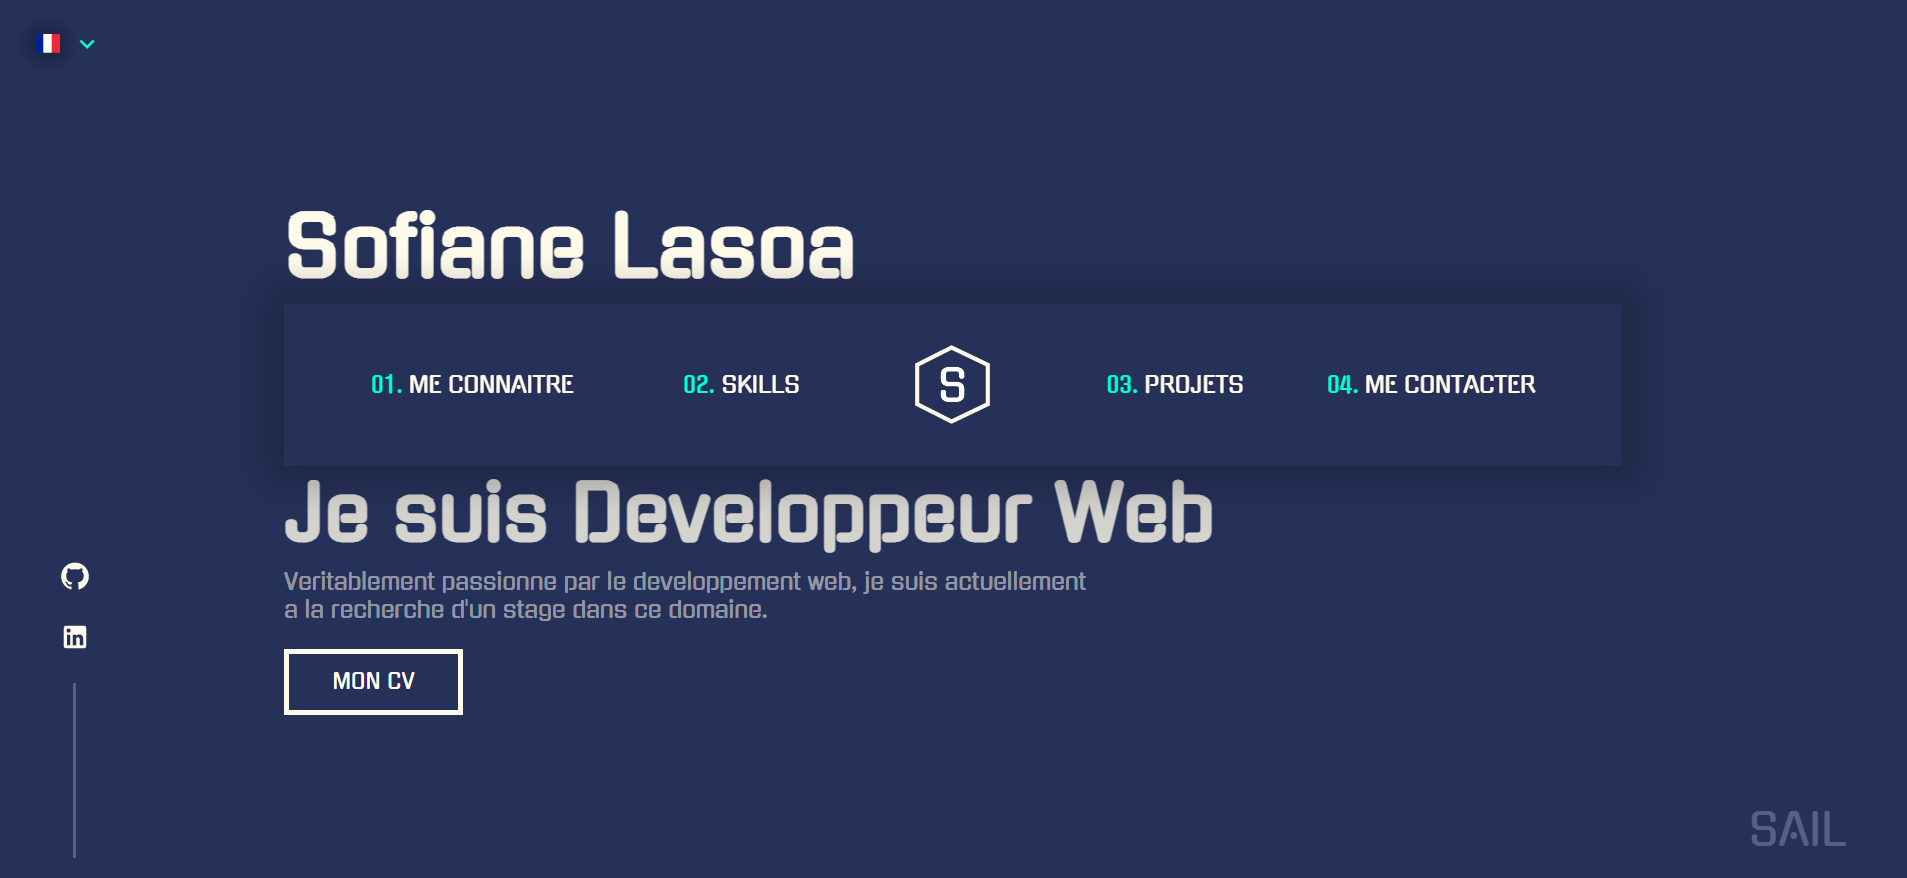 Sofiane Lasoa
01. ME CONNAITRE 02. SKILLS S 03. PROJETS 04. ME CONTACTER
Je suis Developpeur Web
Veritablement passionne par le developpement web, je suis actuellement
a la recherche d'un stage dans ce domaine.
in
MON CV
SAIL